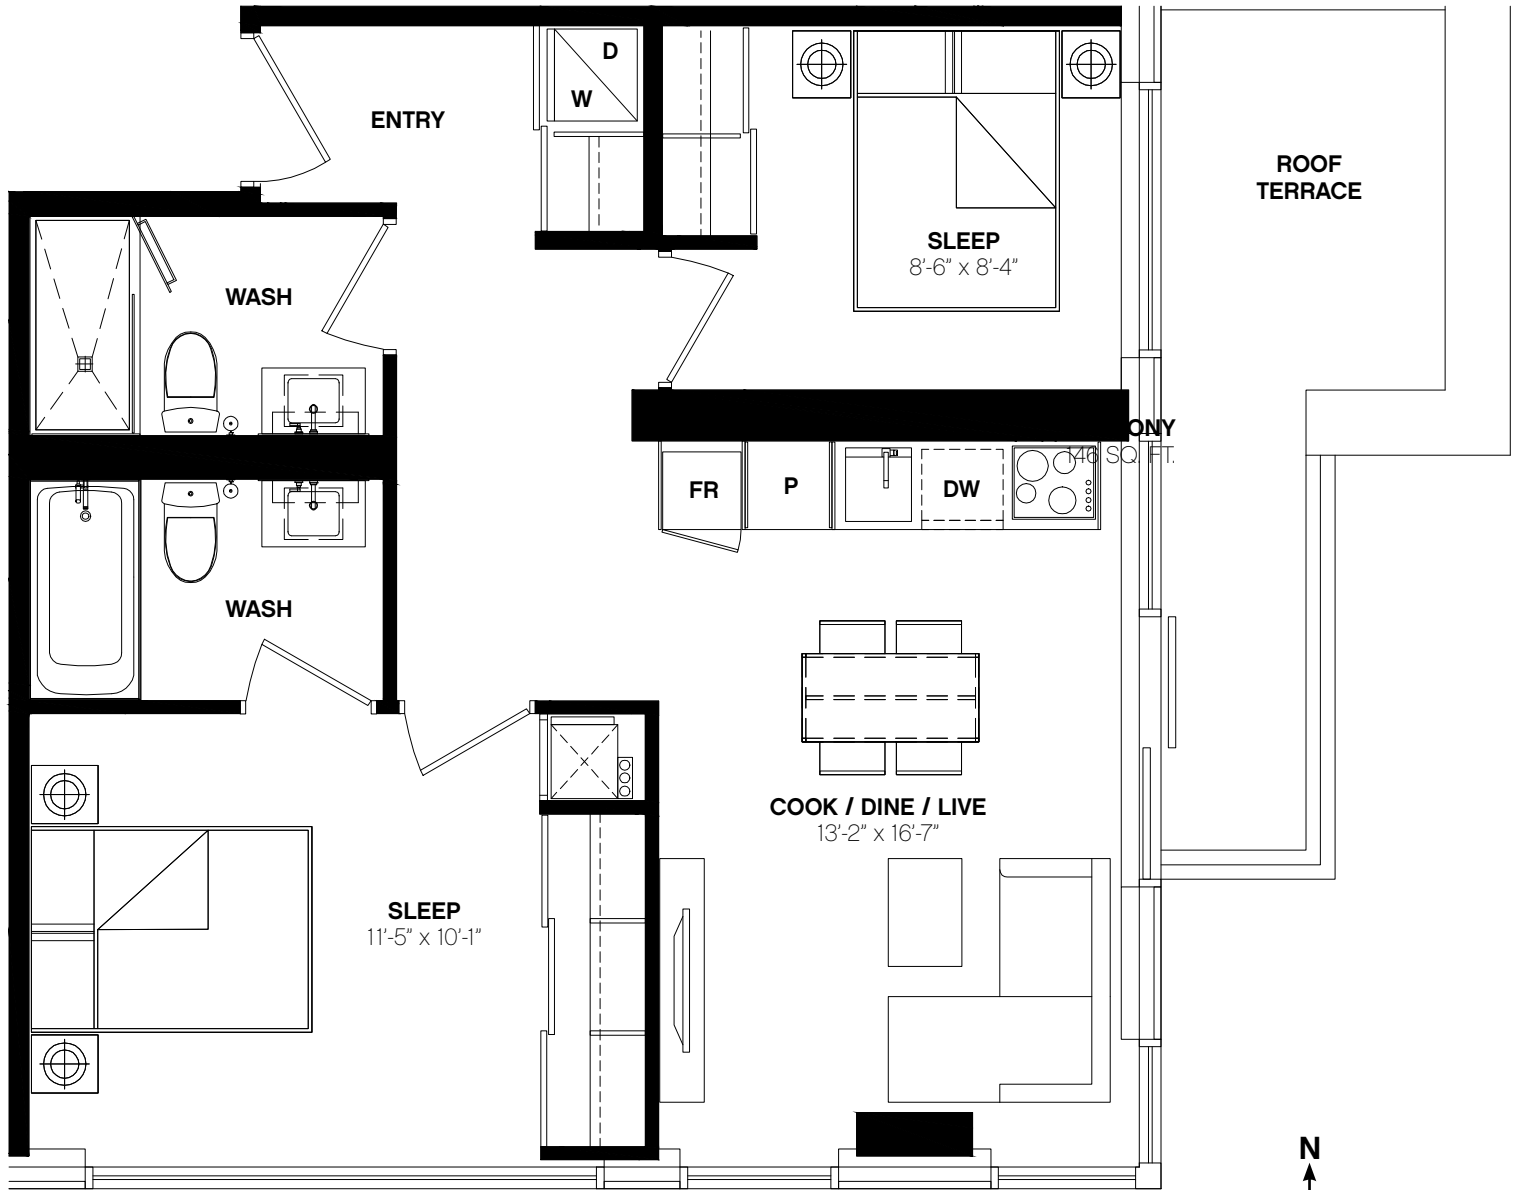 D
W
ENTRY
ROOF
TERRACE
SLEEP
8'-6" x 8'-4"
WASH
ONY
146 SQ. FT.
FR
P
DW
WASH
COOK / DINE / LIVE
13'-2" x 16'-7"
SLEEP
11'-5" x 10'-1"
N